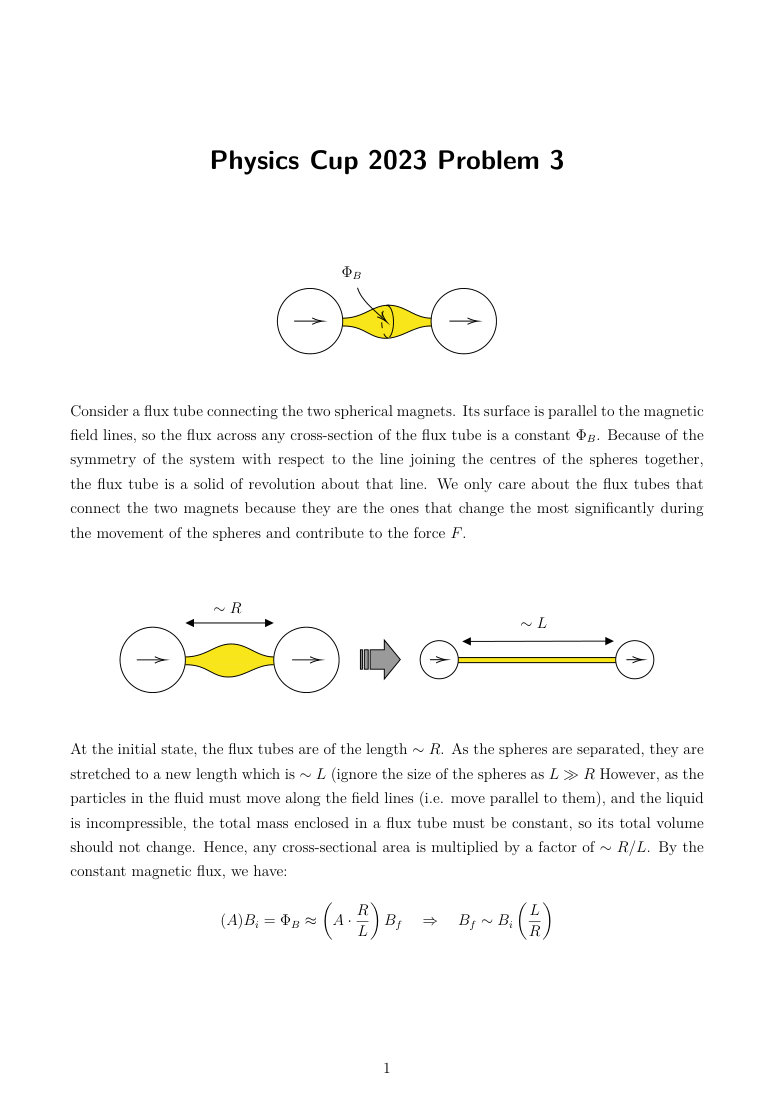 Physics Cup 2023 Problem 3
Φ_B
Consider a flux tube connecting the two spherical magnets. Its surface is parallel to the magnetic
field lines, so the flux across any cross-section of the flux tube is a constant Φ_B. Because of the
symmetry of the system with respect to the line joining the centres of the spheres together,
the flux tube is a solid of revolution about that line. We only care about the flux tubes that
connect the two magnets because they are the ones that change the most significantly during
the movement of the spheres and contribute to the force F.
∼ R
∼ L
At the initial state, the flux tubes are of the length ∼ R. As the spheres are separated, they are
stretched to a new length which is ∼ L (ignore the size of the spheres as L ≫ R However, as the
particles in the fluid must move along the field lines (i.e. move parallel to them), and the liquid
is incompressible, the total mass enclosed in a flux tube must be constant, so its total volume
should not change. Hence, any cross-sectional area is multiplied by a factor of ∼ R/L. By the
constant magnetic flux, we have:
(A)B_i = Φ_B ≈ (A · R/L) B_f ⇒ B_f ∼ B_i (L/R)
1